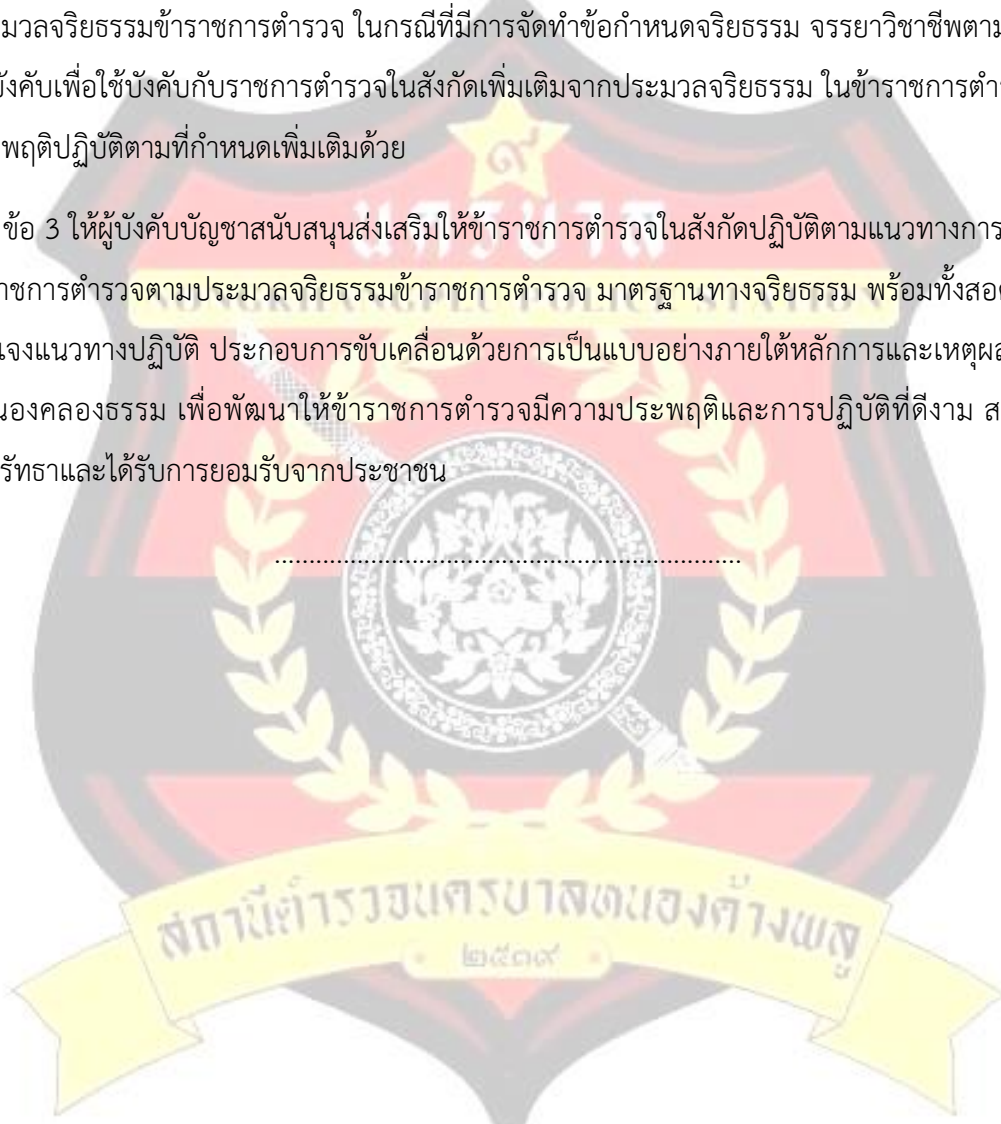 มวลจริยธรรมข้าราชการตำรวจ ในกรณีที่มีการจัดทำข้อกำหนดจริยธรรม จรรยาวิชาชีพตาม
ังคับเพื่อใช้บังคับกับราชการตำรวจในสังกัดเพิ่มเติมจากประมวลจริยธรรม ในข้าราชการตำ
พฤติปฏิบัติตามที่กำหนดเพิ่มเติมด้วย
ข้อ 3 ให้ผู้บังคับบัญชาสนับสนุนส่งเสริมให้ข้าราชการตำรวจในสังกัดปฏิบัติตามแนวทางการ
าชการตำรวจตามประมวลจริยธรรมข้าราชการตำรวจ มาตรฐานทางจริยธรรม พร้อมทั้งสอด
แจงแนวทางปฏิบัติ ประกอบการขับเคลื่อนด้วยการเป็นแบบอย่างภายใต้หลักการและเหตุผล
นองคลองธรรม เพื่อพัฒนาให้ข้าราชการตำรวจมีความประพฤติและการปฏิบัติที่ดีงาม ส
รัทธาและได้รับการยอมรับจากประชาชน
....................................................................
๙
นครบาล
POLICE STATION
สถานีตำรวจนครบาลหนองค้างพลู
๒๕๓๙